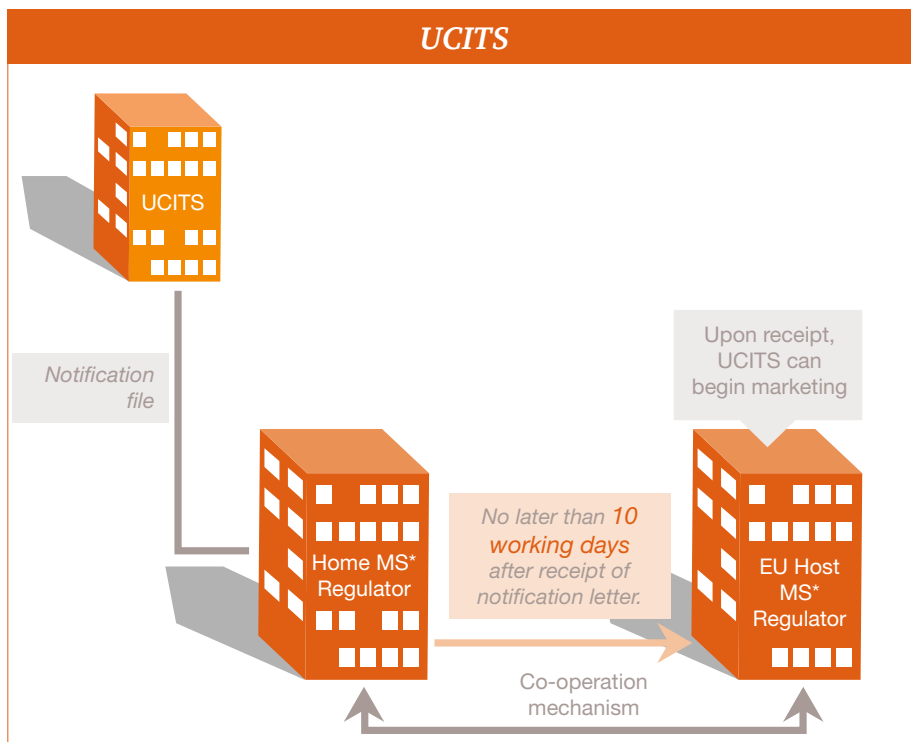 UCITS
UCITS
Notification
file
Upon receipt,
UCITS can
begin marketing
Home MS*
Regulator
No later than 10
working days
after receipt of
notification letter.
EU Host
MS*
Regulator
Co-operation
mechanism